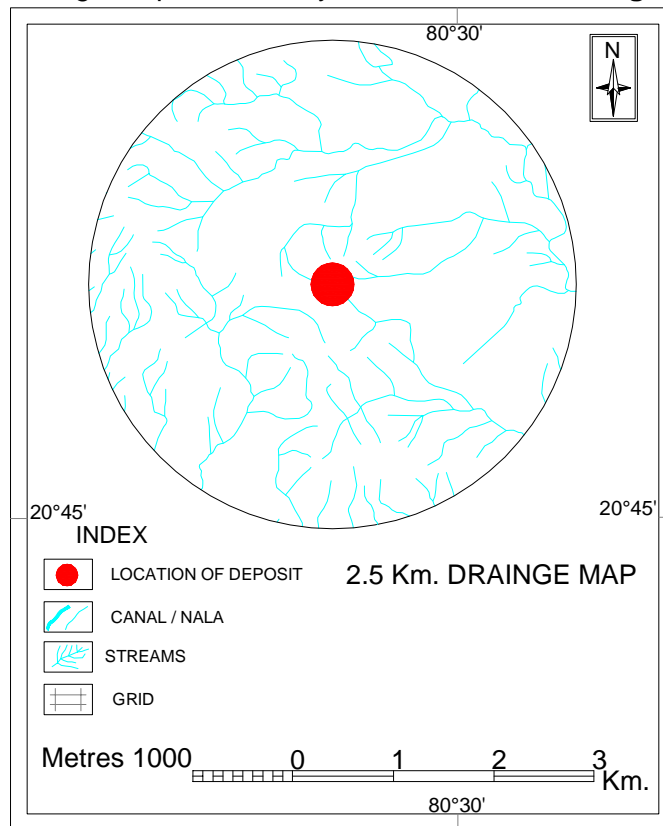 80°30'
N
20°45' 20°45'
INDEX
LOCATION OF DEPOSIT
2.5 Km. DRAINGE MAP
CANAL / NALA
STREAMS
GRID
Metres 1000 0 1 2 3 Km.
80°30'